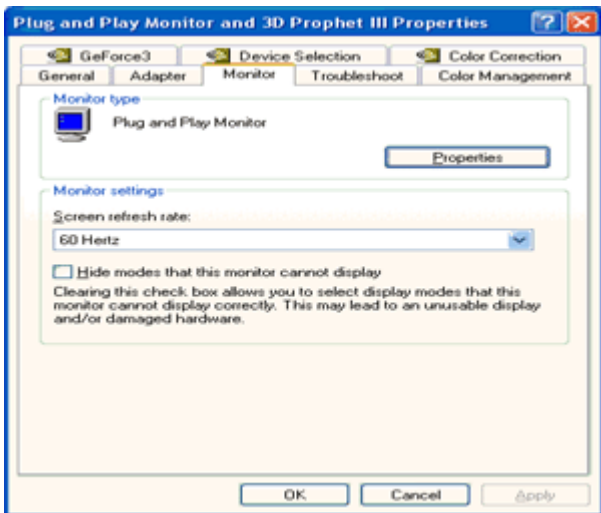 Plug and Play Monitor and 3D Prophet III Properties
GeForce3 Device Selection Color Correction
General Adapter Monitor Troubleshoot Color Management
Monitor type
Plug and Play Monitor
Properties
Monitor settings
Screen refresh rate:
60 Hertz
Hide modes that this monitor cannot display
Clearing this check box allows you to select display modes that this
monitor cannot display correctly. This may lead to an unusable display
and/or damaged hardware.
OK Cancel Apply